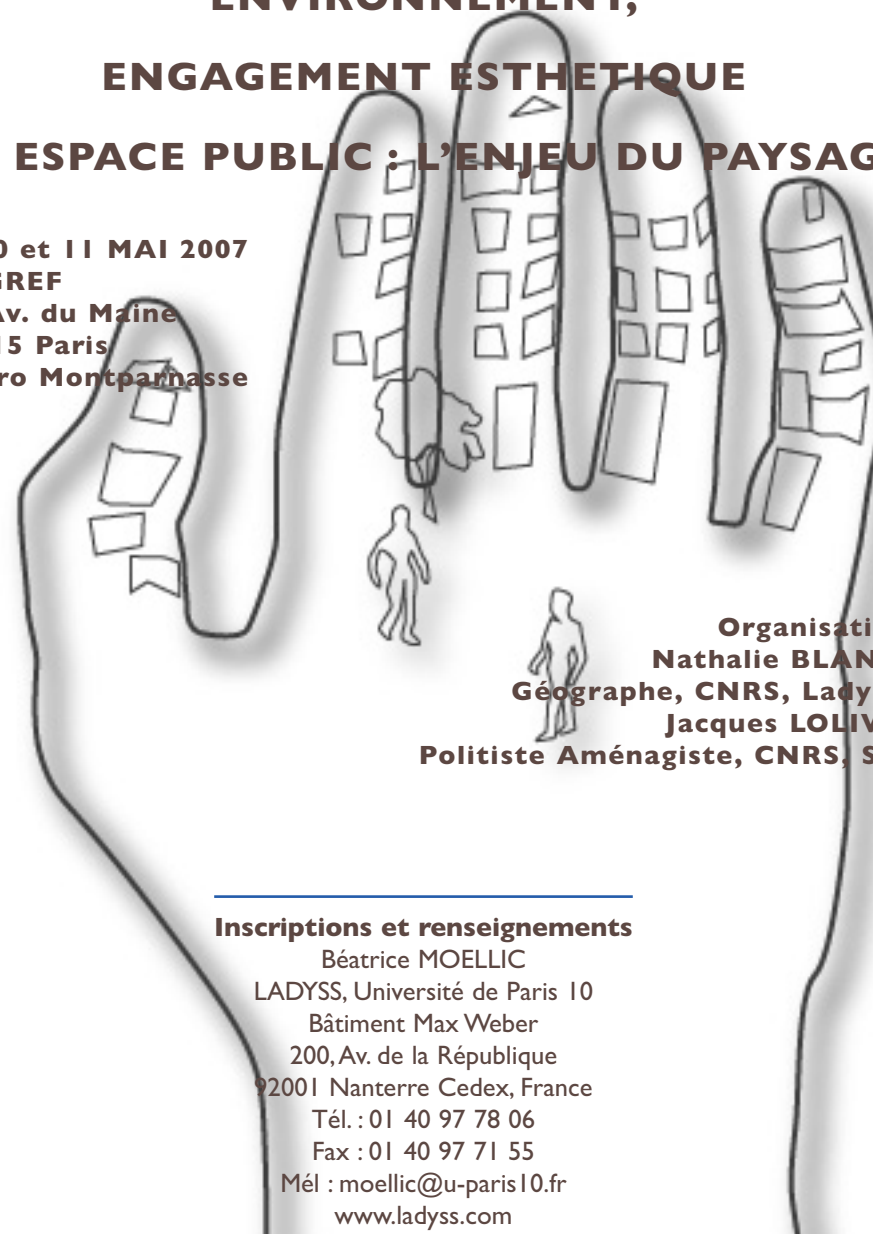 ENVIRONNEMENT,
ENGAGEMENT ESTHETIQUE
ESPACE PUBLIC : L’ENJEU DU PAYSAG
0 et 11 MAI 2007
GREF
Av. du Maine
15 Paris
ro Montparnasse
Organisati
Nathalie BLAN
Géographe, CNRS, Lady
Jacques LOLIV
Politiste Aménagiste, CNRS, S
Inscriptions et renseignements
Béatrice MOELLIC
LADYSS, Université de Paris 10
Bâtiment Max Weber
200, Av. de la République
92001 Nanterre Cedex, France
Tél. : 01 40 97 78 06
Fax : 01 40 97 71 55
Mél : moellic@u-paris10.fr
www.ladyss.com